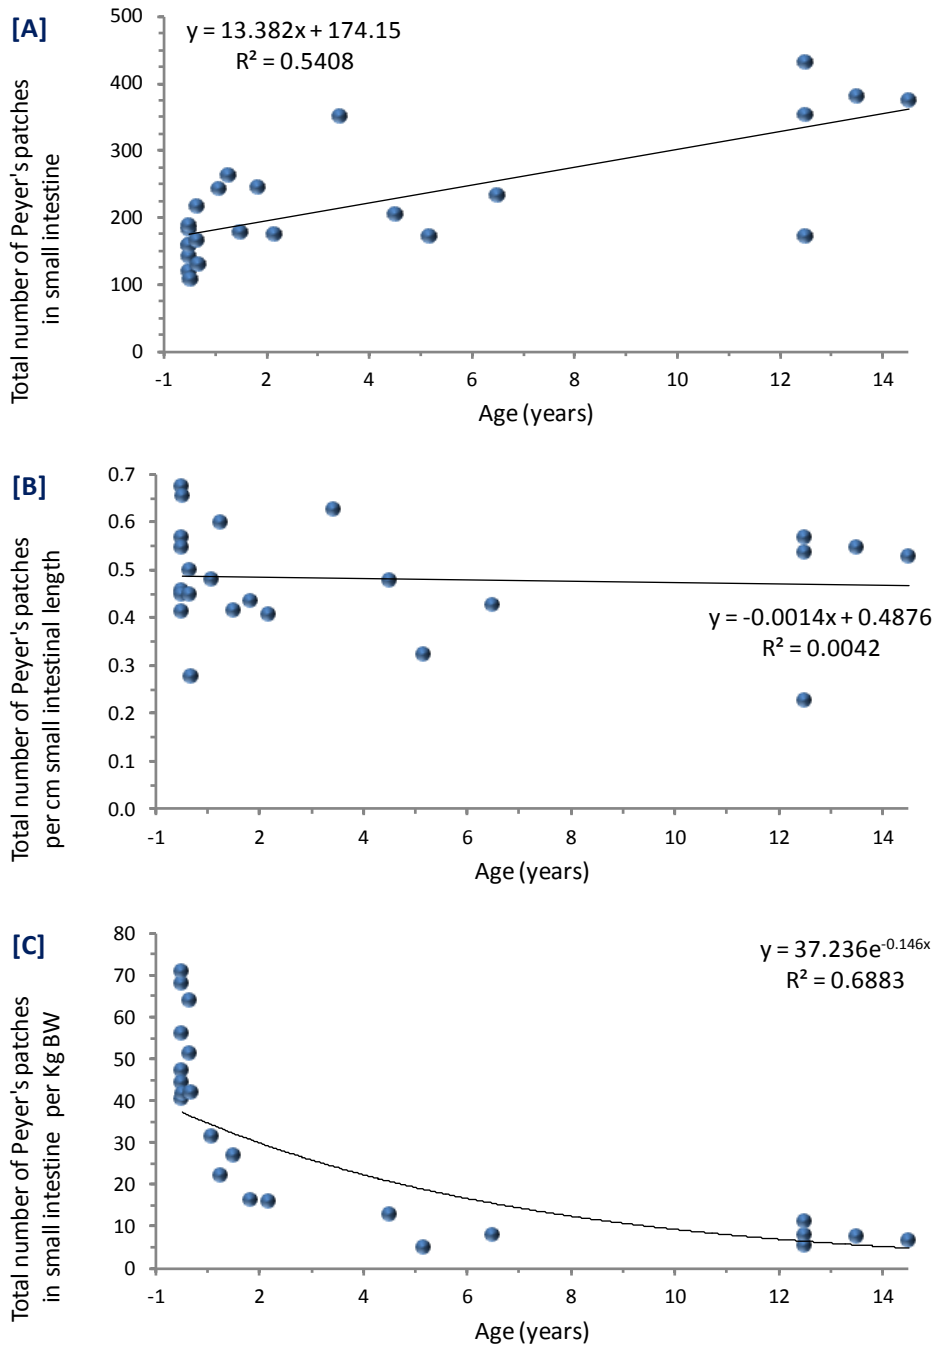 [A]
y = 13.382x + 174.15
R² = 0.5408
Total number of Peyer's patches
in small intestine
500
400
300
200
100
0
-1 2 4 6 8 10 12 14
Age (years)
[B]
Total number of Peyer's patches
per cm small intestinal length
0.7
0.6
0.5
0.4
0.3
0.2
0.1
0.0
y = -0.0014x + 0.4876
R² = 0.0042
-1 2 4 6 8 10 12 14
Age (years)
[C]
y = 37.236e^-0.146x
R² = 0.6883
Total number of Peyer's patches
in small intestine per Kg BW
80
70
60
50
40
30
20
10
0
-1 2 4 6 8 10 12 14
Age (years)